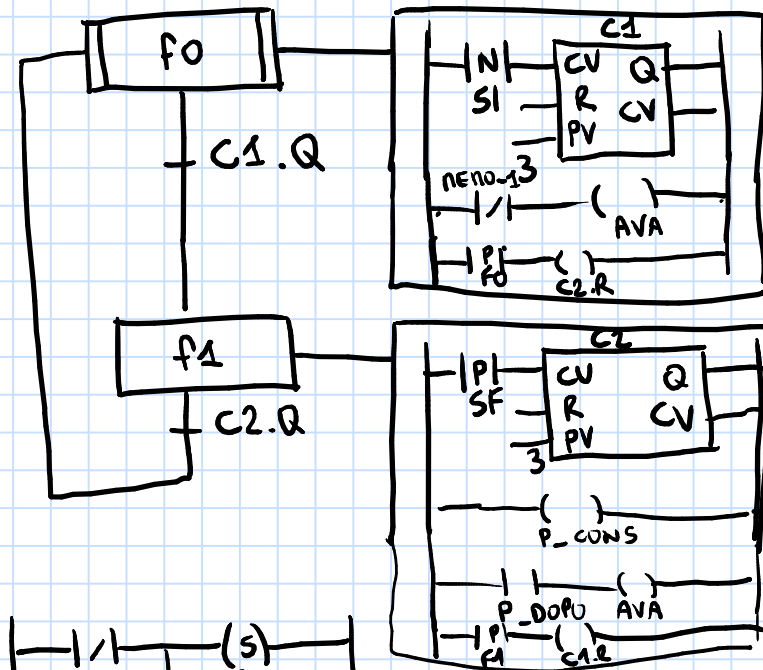 f0
C1.Q
f1
C2.Q
C1
N
CV Q
SI
R
CV
PV
3
MEMO_1
/
( )
AVA
P
F0
( )
C2.R
C2
P
CU Q
SF
R
CV
PV
3
( )
P_CONS
( )
P_DOPO AVA
P
F1
( )
C1.R
/
(S)